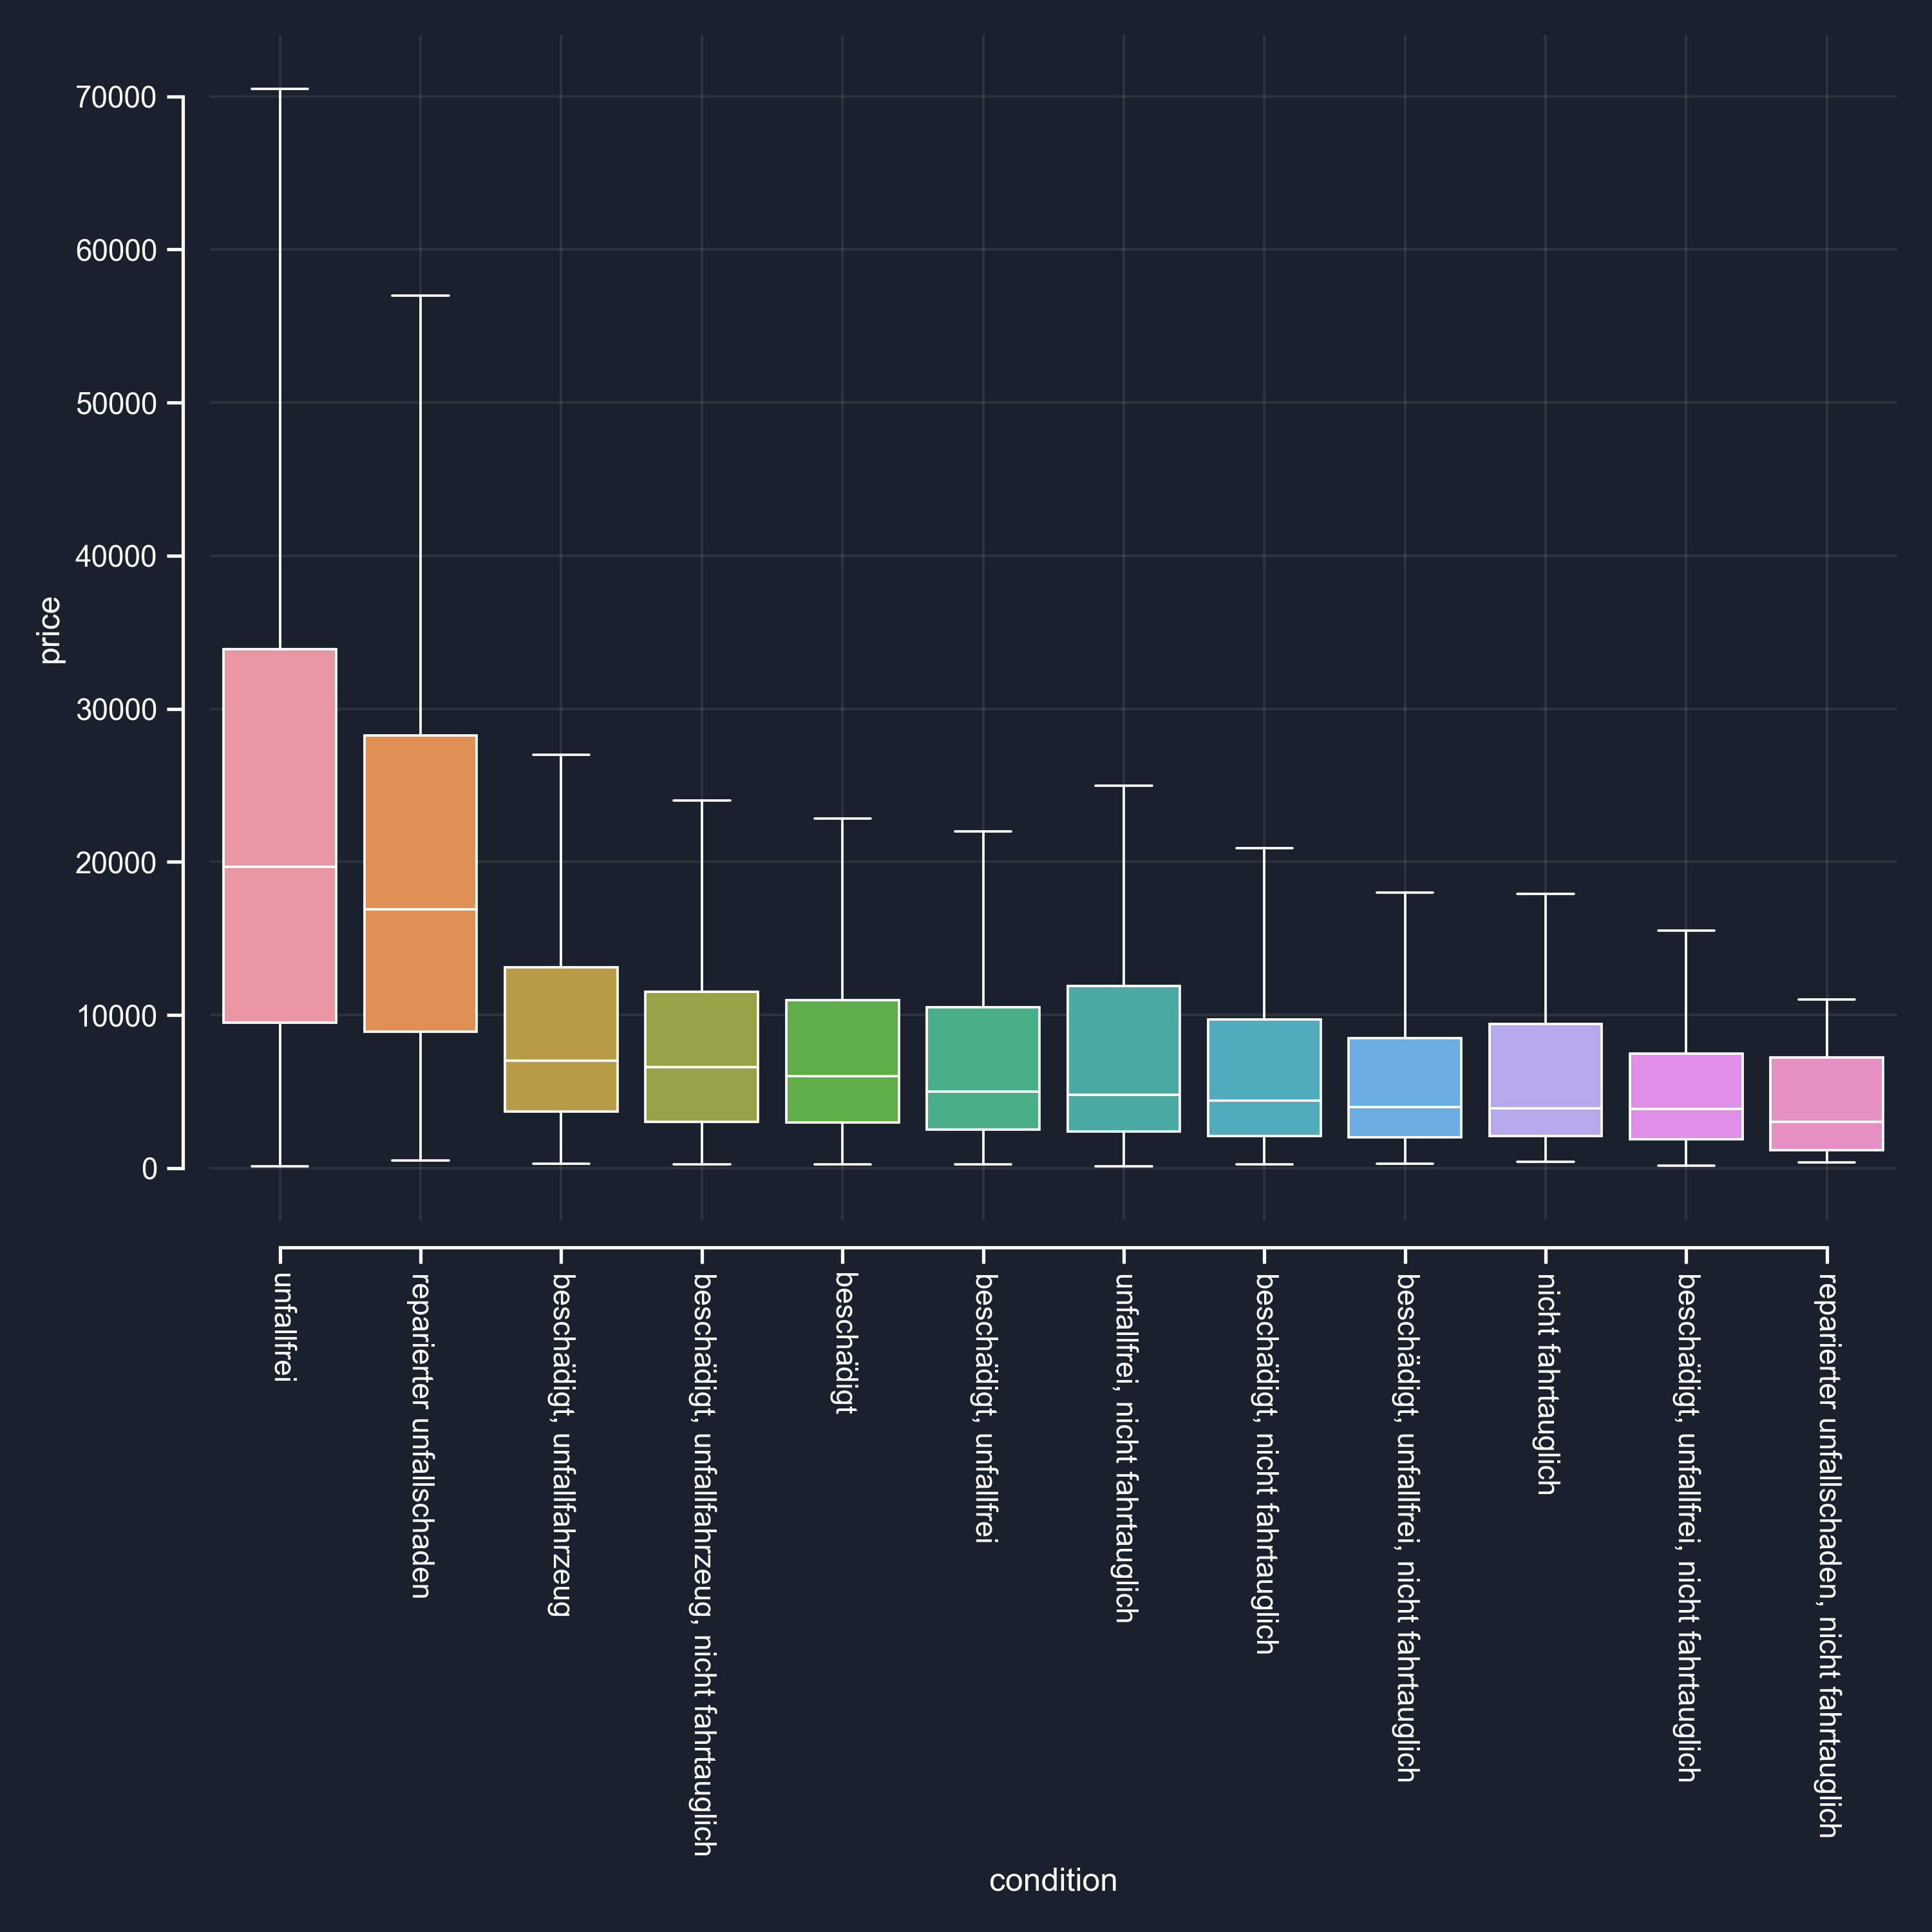 70000
60000
50000
40000
30000
20000
10000
0
price
unfallfrei
reparierter unfallschaden
beschädigt, unfallfahrzeug
beschädigt, unfallfahrzeug, nicht fahrtauglich
beschädigt
beschädigt, unfallfrei
unfallfrei, nicht fahrtauglich
beschädigt, nicht fahrtauglich
beschädigt, unfallfrei, nicht fahrtauglich
nicht fahrtauglich
beschädigt, unfallfrei, nicht fahrtauglich
reparierter unfallschaden, nicht fahrtauglich
condition